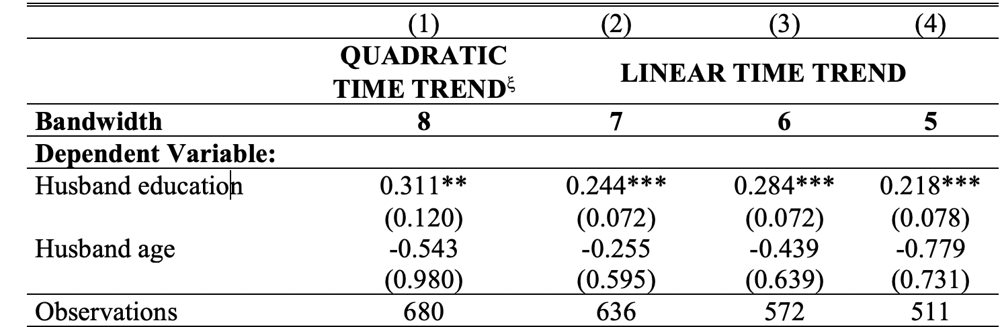 (1) (2) (3) (4)
QUADRATIC
TIME TRENDξ LINEAR TIME TREND
Bandwidth 8 7 6 5
Dependent Variable:
Husband education 0.311** 0.244*** 0.284*** 0.218***
(0.120) (0.072) (0.072) (0.078)
Husband age -0.543 -0.255 -0.439 -0.779
(0.980) (0.595) (0.639) (0.731)
Observations 680 636 572 511